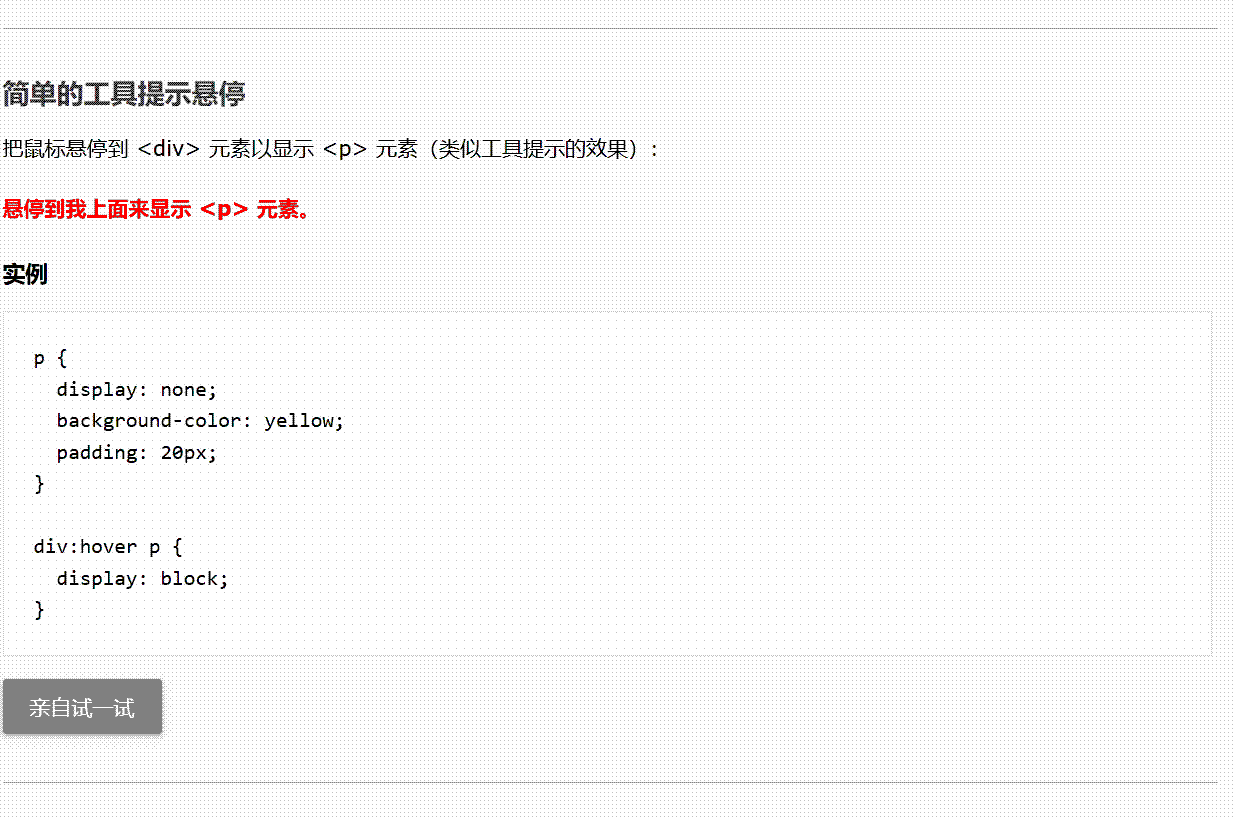 简单的工具提示悬停
把鼠标悬停到 <div> 元素以显示 <p> 元素（类似工具提示的效果）:
悬停到我上面来显示 <p> 元素。
实例
p {
  display: none;
  background-color: yellow;
  padding: 20px;
}
div:hover p {
  display: block;
}
亲自试一试